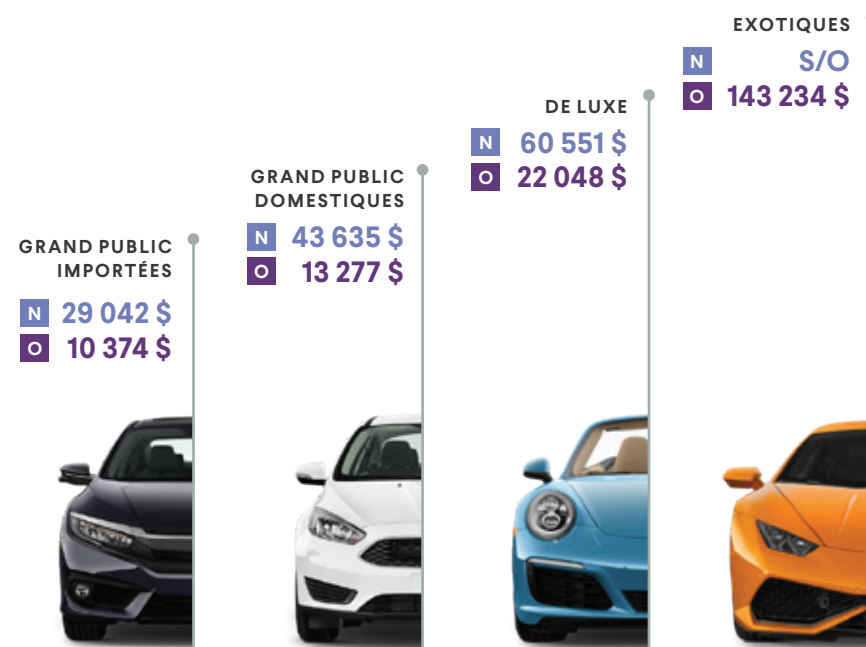 GRAND PUBLIC
IMPORTÉES
N 29 042 $
O 10 374 $
GRAND PUBLIC
DOMESTIQUES
N 43 635 $
O 13 277 $
DE LUXE
N 60 551 $
O 22 048 $
EXOTIQUES
N S/O
O 143 234 $